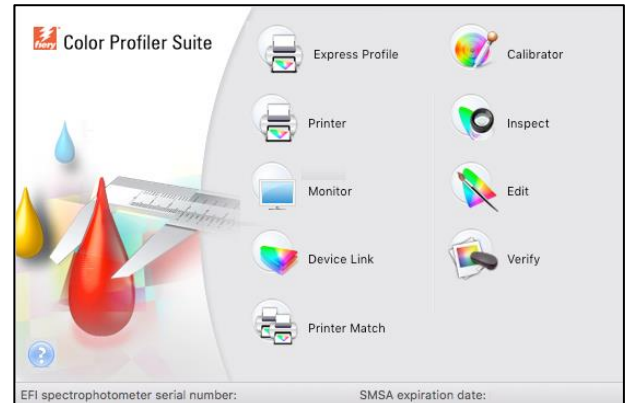 fiery
Color Profiler Suite
Express Profile
Printer
Monitor
Device Link
Printer Match
Calibrator
Inspect
Edit
Verify
?
EFI spectrophotometer serial number:
SMSA expiration date: